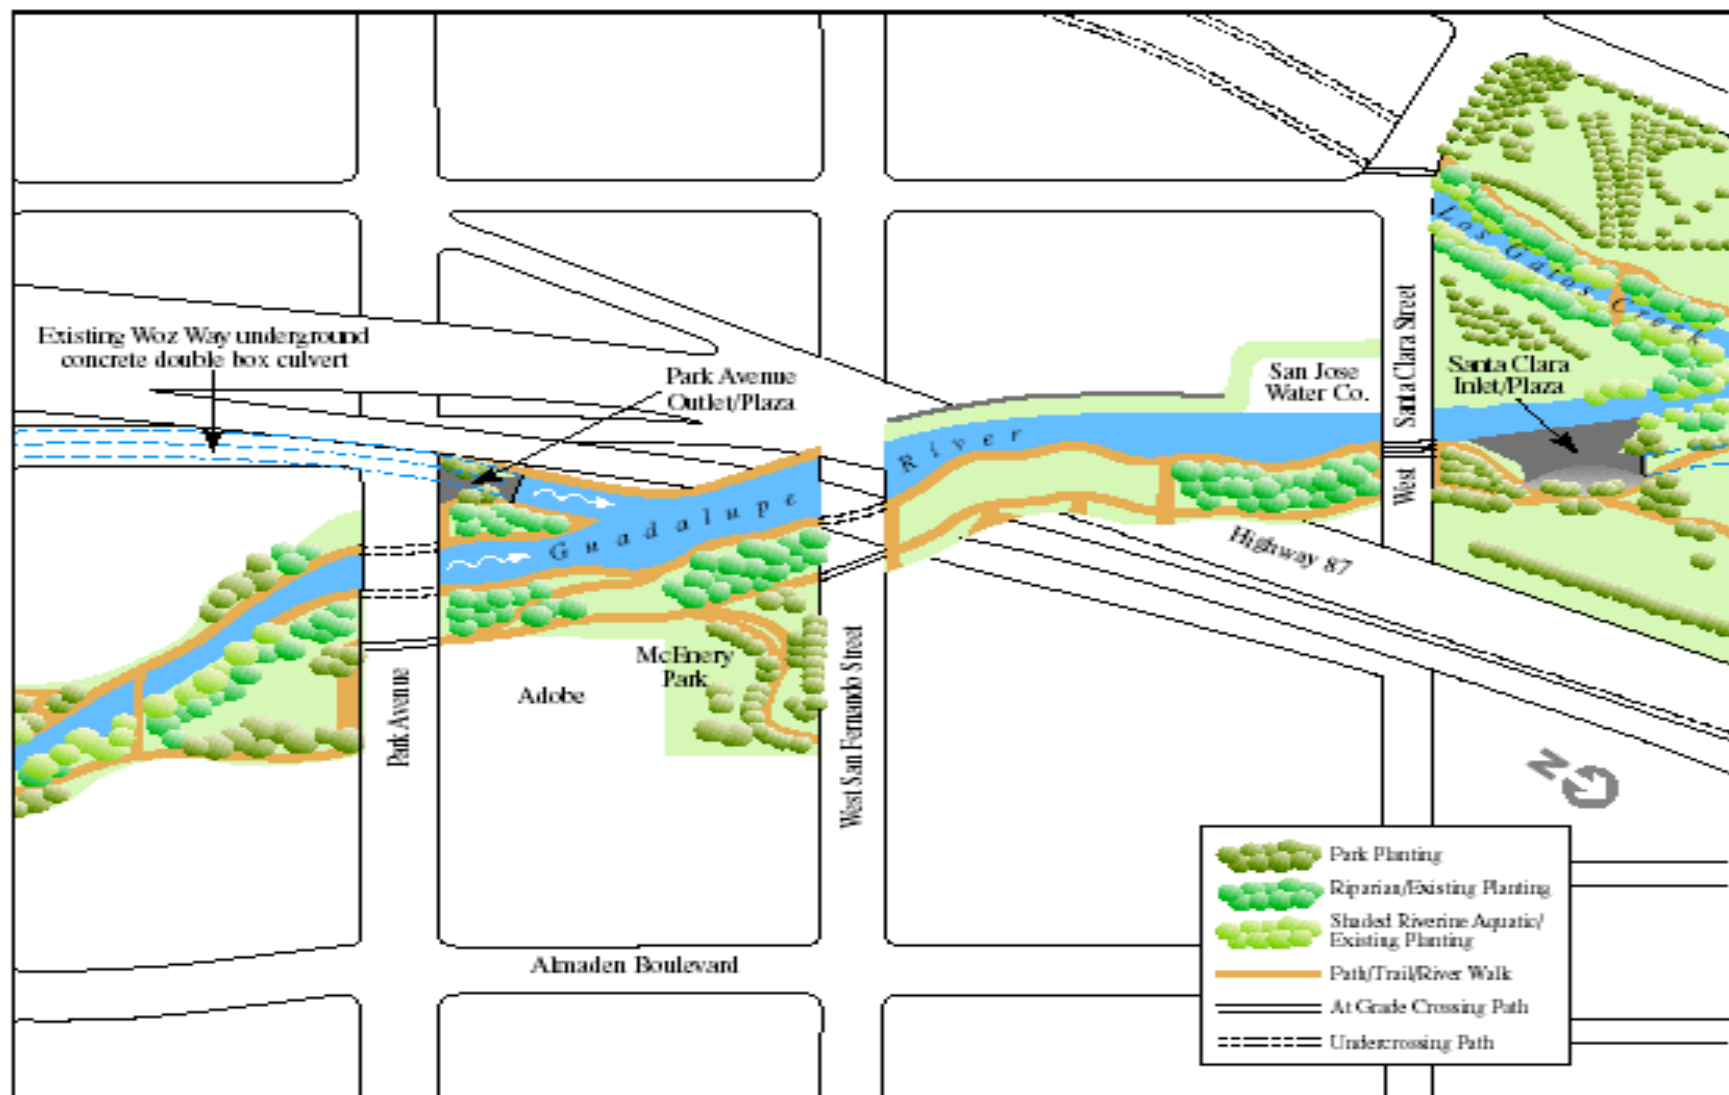 Existing Woz Way underground
concrete double box culvert
Park Avenue
Outlet/Plaza
Guadalupe
River
San Jose
Water Co.
Santa Clara Street
West
Los Gatos Creek
Santa Clara
Inlet/Plaza
Highway 87
McEnery
Park
Adobe
Park Avenue
West San Fernando Street
Almaden Boulevard
N
Park Planting
Riparian/Existing Planting
Shaded Riverine Aquatic/
Existing Planting
Path/Trail/River Walk
At Grade Crossing Path
Undercrossing Path